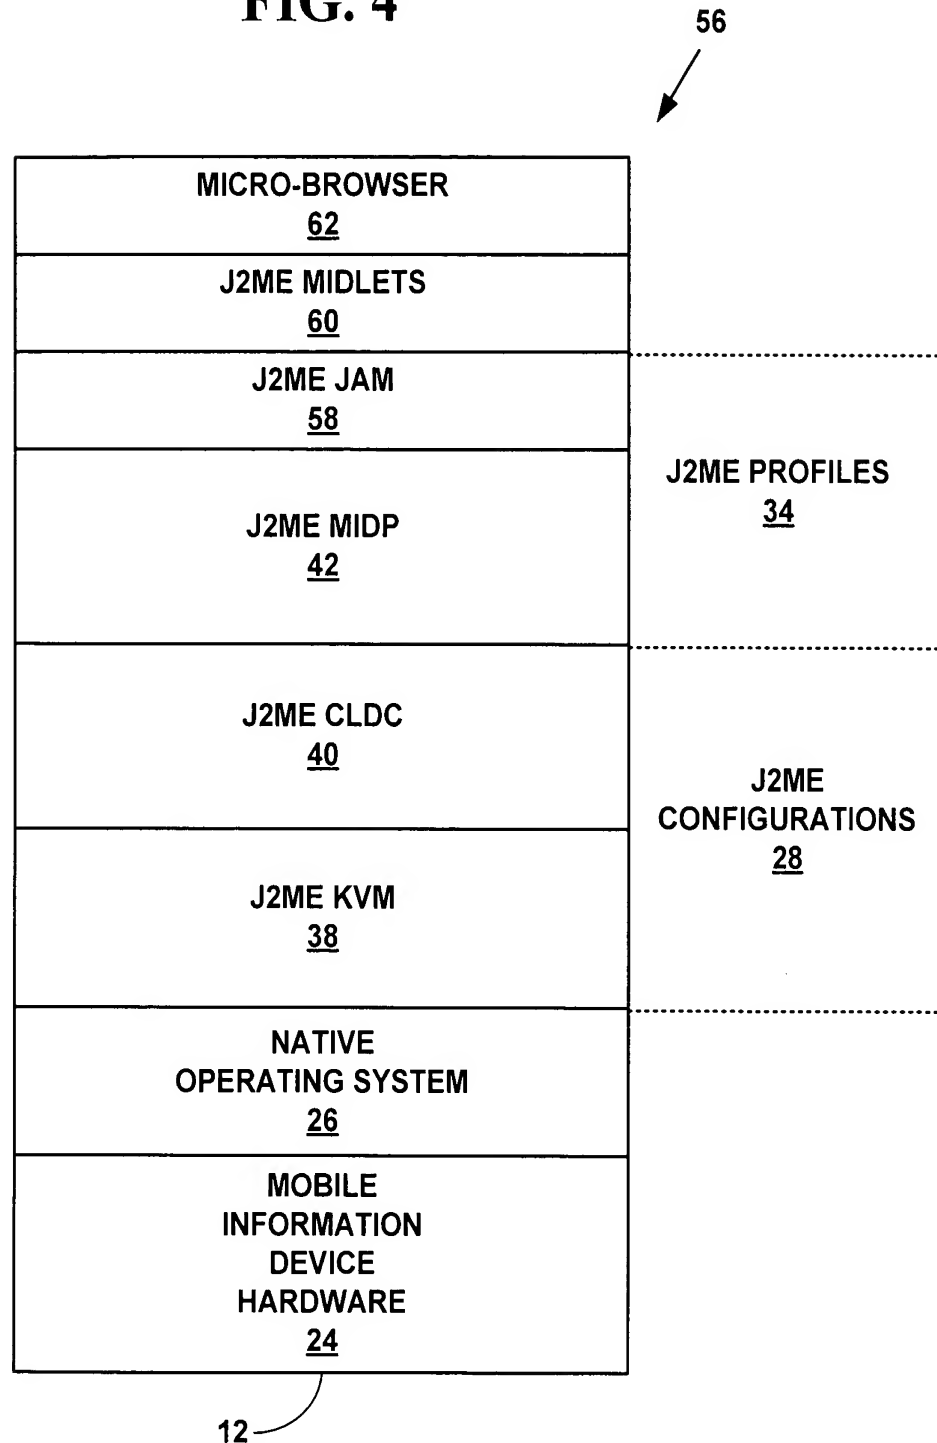 FIG. 4
56
MICRO-BROWSER
62
J2ME MIDLETS
60
J2ME JAM
58
J2ME MIDP
42
J2ME PROFILES
34
J2ME CLDC
40
J2ME
CONFIGURATIONS
28
J2ME KVM
38
NATIVE
OPERATING SYSTEM
26
MOBILE
INFORMATION
DEVICE
HARDWARE
24
12